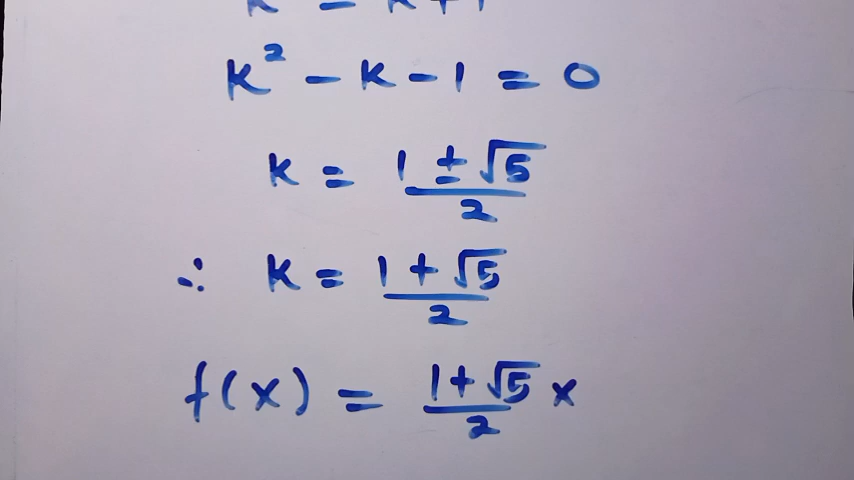 K² - K - 1 = 0
K = (1 ± √5)/2
∴ K = (1 + √5)/2
f(x) = (1 + √5)/2 x